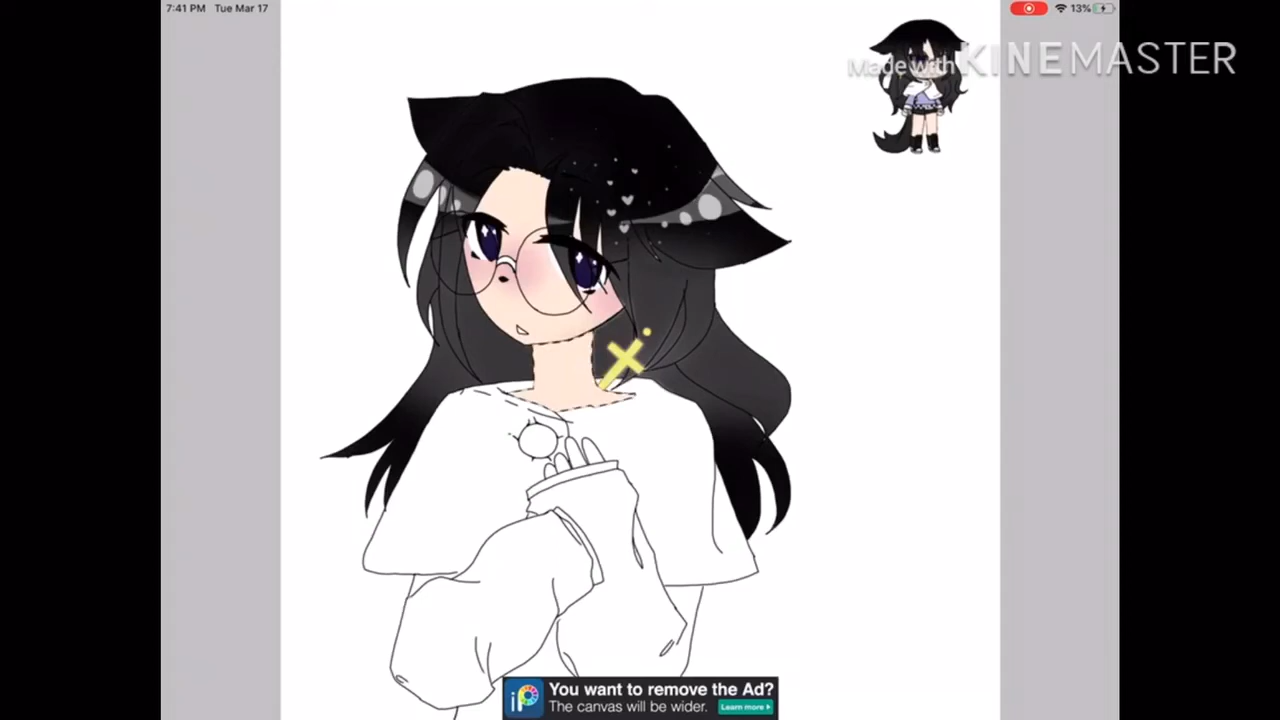 7:41 PM Tue Mar 17
13%
Made with KINEMASTER
iP
You want to remove the Ad?
The canvas will be wider.
Learn more